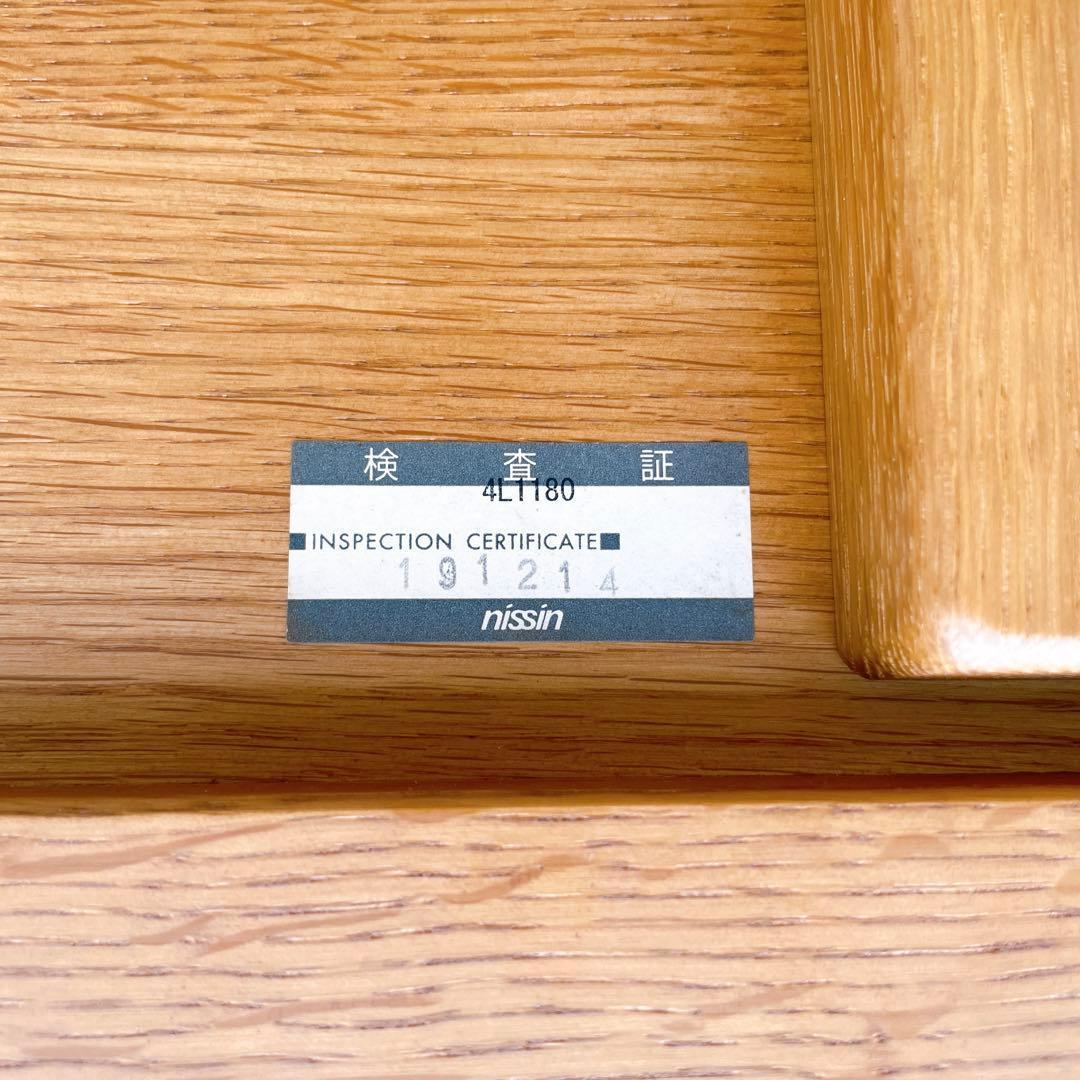 検 査 証
4L1180
INSPECTION CERTIFICATE
191214
nissin